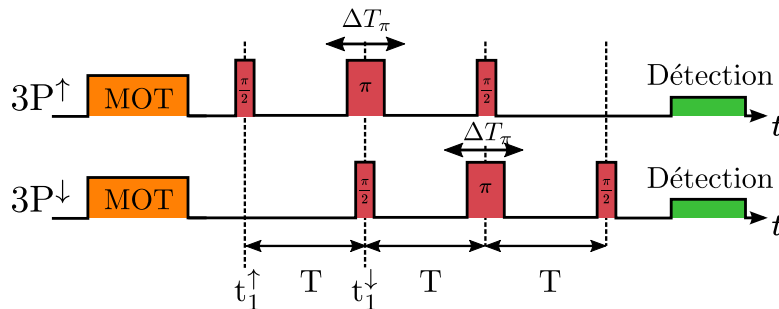 ΔT_π
3P↑ MOT π/2 π π/2 Détection t
ΔT_π
3P↓ MOT π/2 π π/2 Détection t
T T T
t₁↑ t₁↓